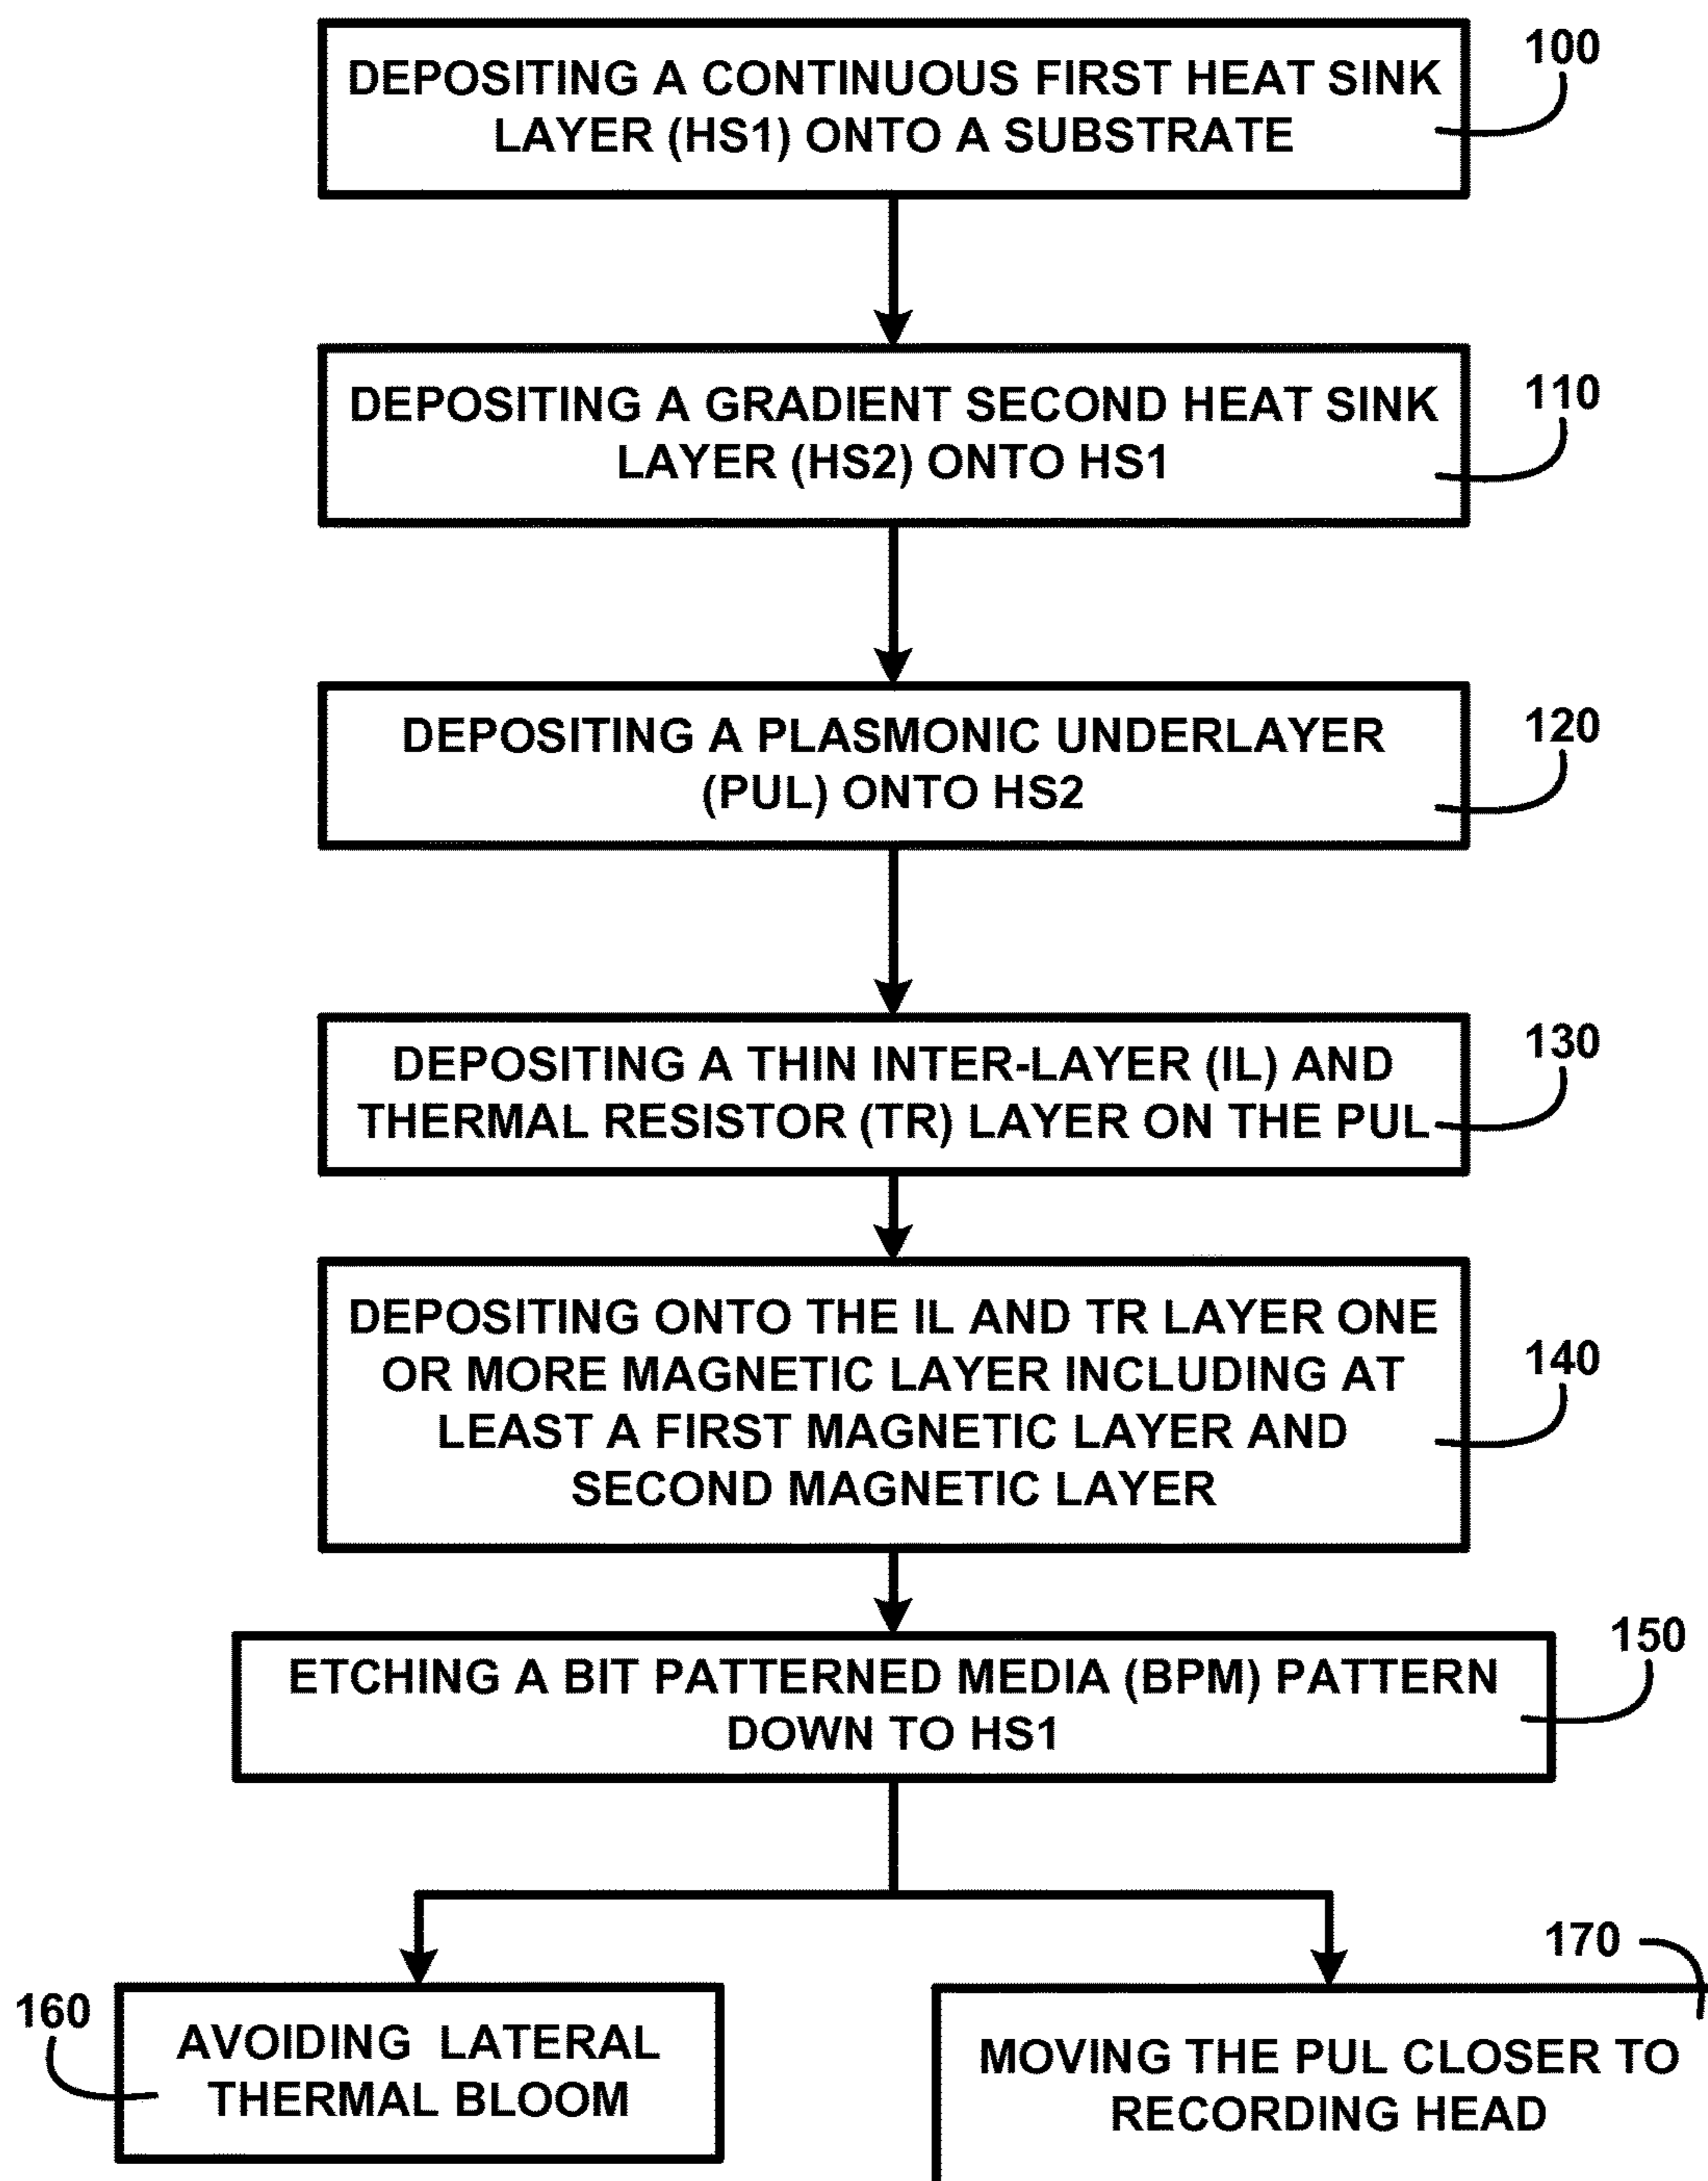 100
DEPOSITING A CONTINUOUS FIRST HEAT SINK
LAYER (HS1) ONTO A SUBSTRATE
110
DEPOSITING A GRADIENT SECOND HEAT SINK
LAYER (HS2) ONTO HS1
120
DEPOSITING A PLASMONIC UNDERLAYER
(PUL) ONTO HS2
130
DEPOSITING A THIN INTER-LAYER (IL) AND
THERMAL RESISTOR (TR) LAYER ON THE PUL
140
DEPOSITING ONTO THE IL AND TR LAYER ONE
OR MORE MAGNETIC LAYER INCLUDING AT
LEAST A FIRST MAGNETIC LAYER AND
SECOND MAGNETIC LAYER
150
ETCHING A BIT PATTERNED MEDIA (BPM) PATTERN
DOWN TO HS1
160
AVOIDING LATERAL
THERMAL BLOOM
170
MOVING THE PUL CLOSER TO
RECORDING HEAD